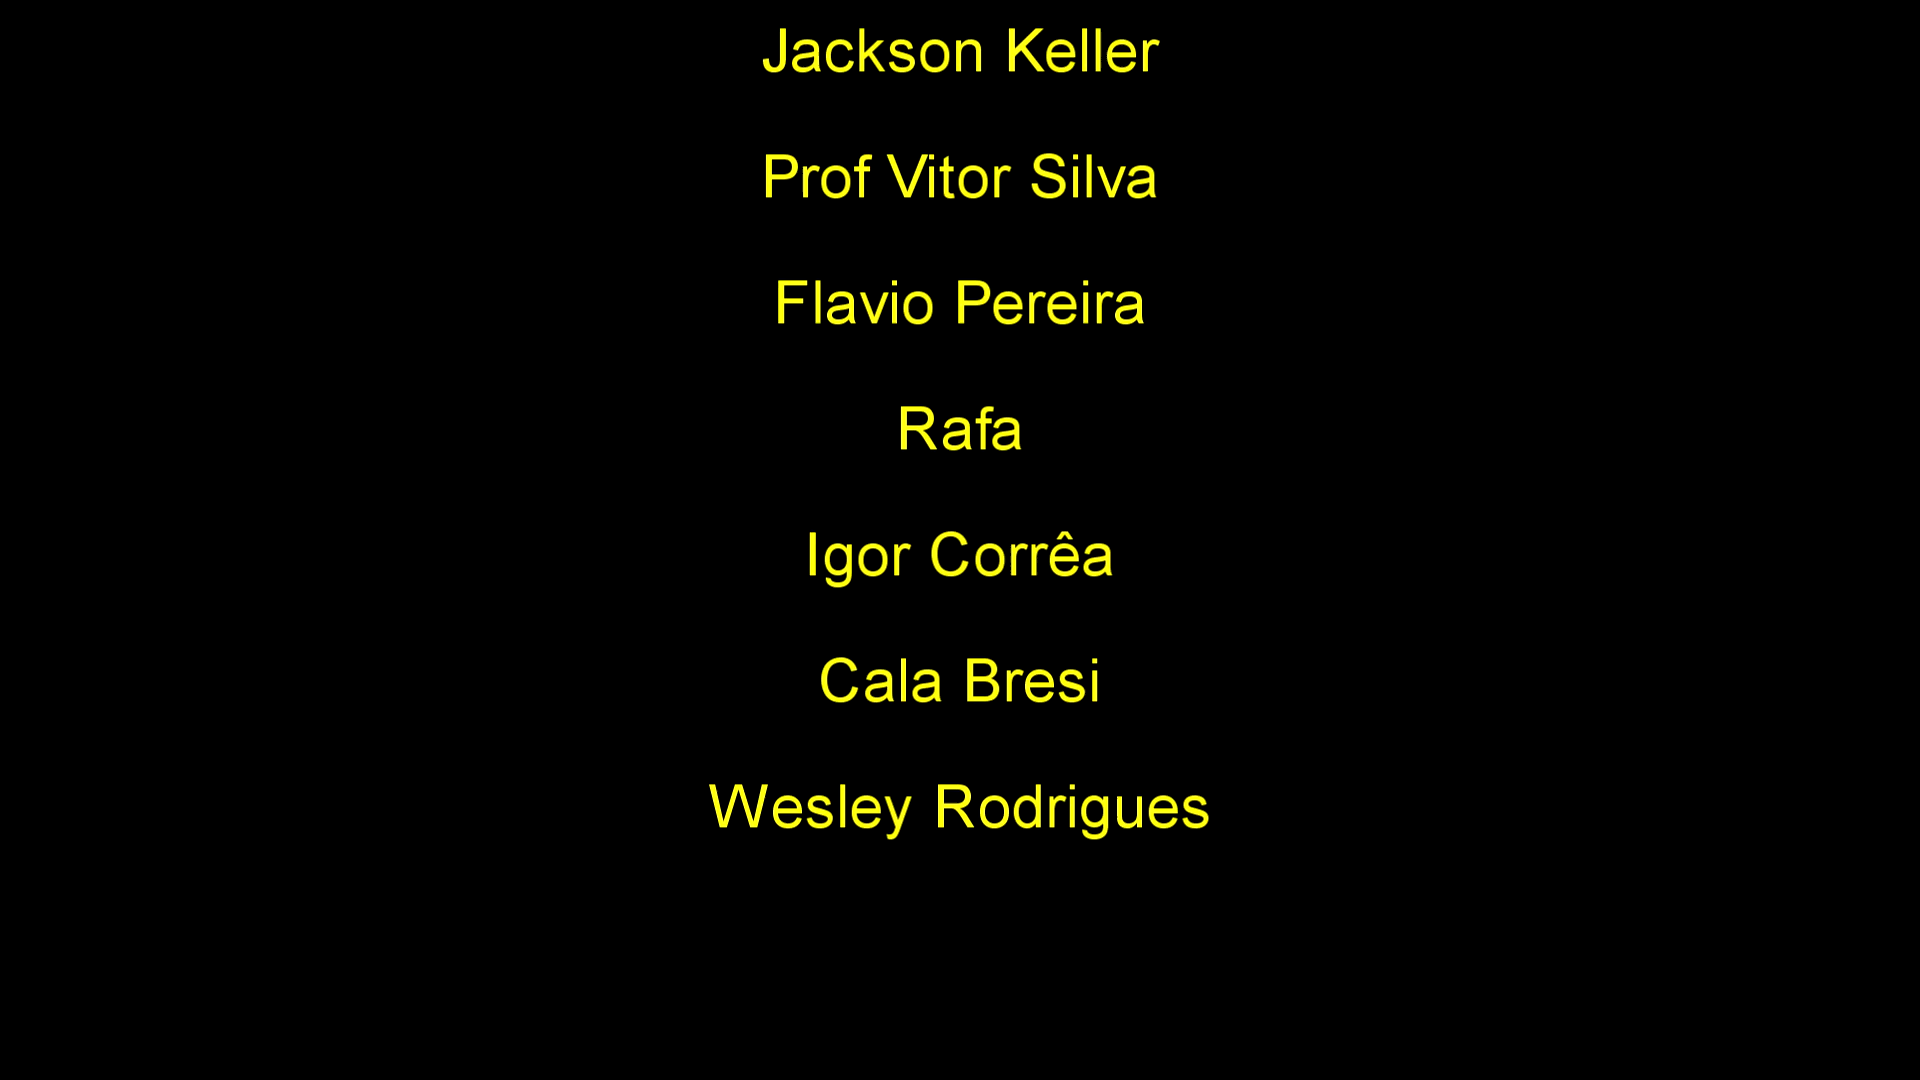 Jackson Keller
Prof Vitor Silva
Flavio Pereira
Rafa
Igor Corrêa
Cala Bresi
Wesley Rodrigues